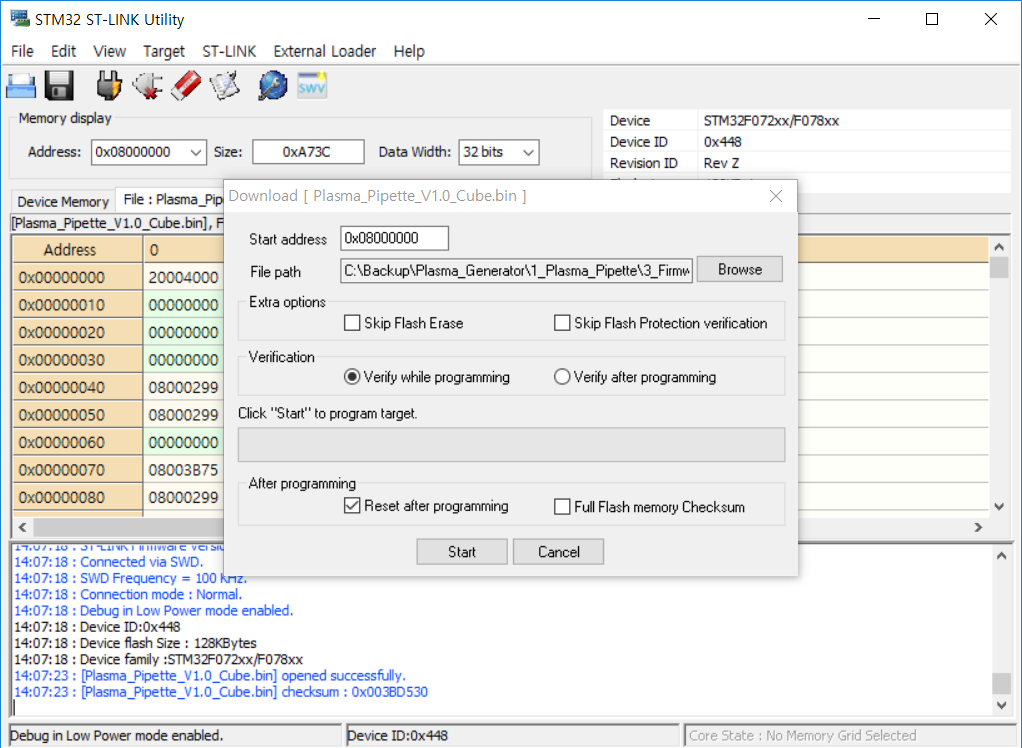 STM32 ST-LINK Utility
File Edit View Target ST-LINK External Loader Help
SWV
Memory display
Address: 0x08000000 Size: 0xA73C Data Width: 32 bits
Device STM32F072xx/F078xx
Device ID 0x448
Revision ID Rev Z
Device Memory File : Plasma_Pip
[Plasma_Pipette_V1.0_Cube.bin], F
Address 0
0x00000000 20004000
0x00000010 00000000
0x00000020 00000000
0x00000030 00000000
0x00000040 08000299
0x00000050 08000299
0x00000060 00000000
0x00000070 08003B75
0x00000080 08000299
Download [ Plasma_Pipette_V1.0_Cube.bin ]
Start address 0x08000000
File path C:\Backup\Plasma_Generator\1_Plasma_Pipette\3_Firmw Browse
Extra options
Skip Flash Erase Skip Flash Protection verification
Verification
Verify while programming Verify after programming
Click "Start" to program target.
After programming
Reset after programming Full Flash memory Checksum
Start Cancel
14:07:18 : ST-LINK Firmware versio
14:07:18 : Connected via SWD.
14:07:18 : SWD Frequency = 100 KHz.
14:07:18 : Connection mode : Normal.
14:07:18 : Debug in Low Power mode enabled.
14:07:18 : Device ID:0x448
14:07:18 : Device flash Size : 128KBytes
14:07:18 : Device family :STM32F072xx/F078xx
14:07:23 : [Plasma_Pipette_V1.0_Cube.bin] opened successfully.
14:07:23 : [Plasma_Pipette_V1.0_Cube.bin] checksum : 0x003BD530
Debug in Low Power mode enabled. Device ID:0x448 Core State : No Memory Grid Selected